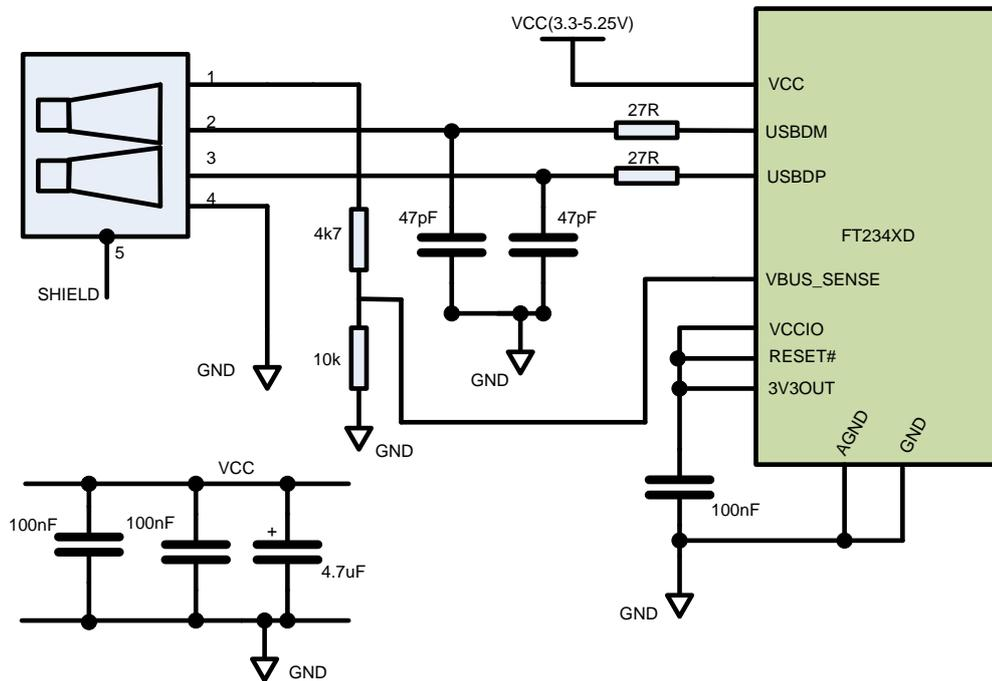 VCC(3.3-5.25V)
1
VCC
27R
2
USBDM
27R
3
USBDP
4
47pF
47pF
4k7
FT234XD
5
VBUS_SENSE
SHIELD
VCCIO
10k
RESET#
GND
GND
3V3OUT
AGND
GND
GND
VCC
100nF
100nF
100nF
+
4.7uF
GND
GND